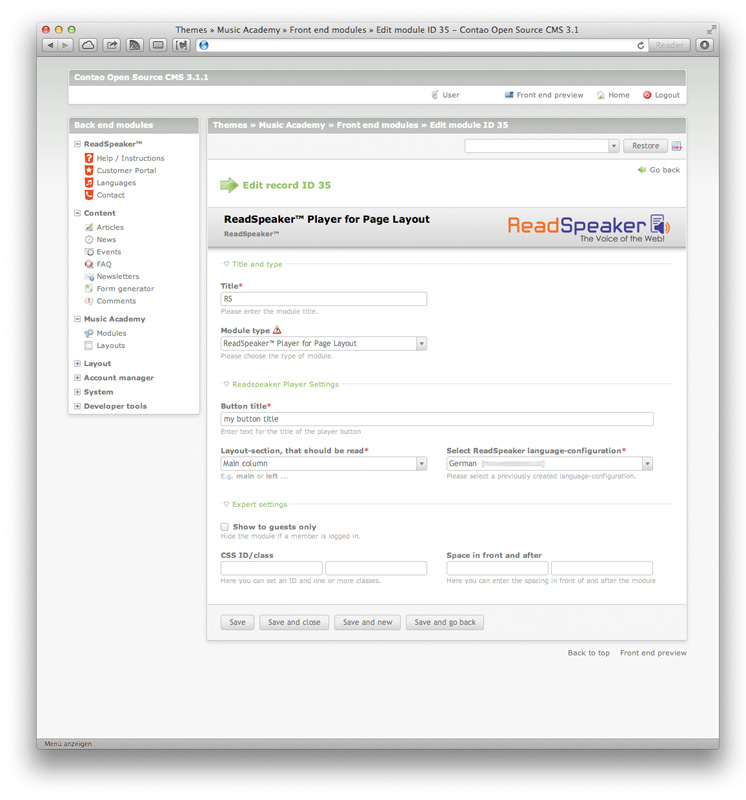 Themes » Music Academy » Front end modules » Edit module ID 35 – Contao Open Source CMS 3.1
Reader
Contao Open Source CMS 3.1.1
User Front end preview Home Logout
Back end modules
ReadSpeaker™
Help / Instructions
Customer Portal
Languages
Contact
Content
Articles
News
Events
FAQ
Newsletters
Form generator
Comments
Music Academy
Modules
Layouts
Layout
Account manager
System
Developer tools
Themes » Music Academy » Front end modules » Edit module ID 35
Restore
Go back
Edit record ID 35
ReadSpeaker™ Player for Page Layout
ReadSpeaker™
ReadSpeaker
The Voice of the Web!
Title and type
Title*
RS
Please enter the module title.
Module type
ReadSpeaker™ Player for Page Layout
Please choose the type of module.
Readspeaker Player Settings
Button title*
my button title
Enter text for the title of the player button
Layout-section, that should be read* Select ReadSpeaker language-configuration*
Main column German
E.g. main or left ... Please select a previously created language-configuration.
Expert settings
Show to guests only
Hide the module if a member is logged in.
CSS ID/class Space in front and after
Here you can set an ID and one or more classes. Here you can enter the spacing in front of and after the module
Save Save and close Save and new Save and go back
Back to top Front end preview
Menü anzeigen